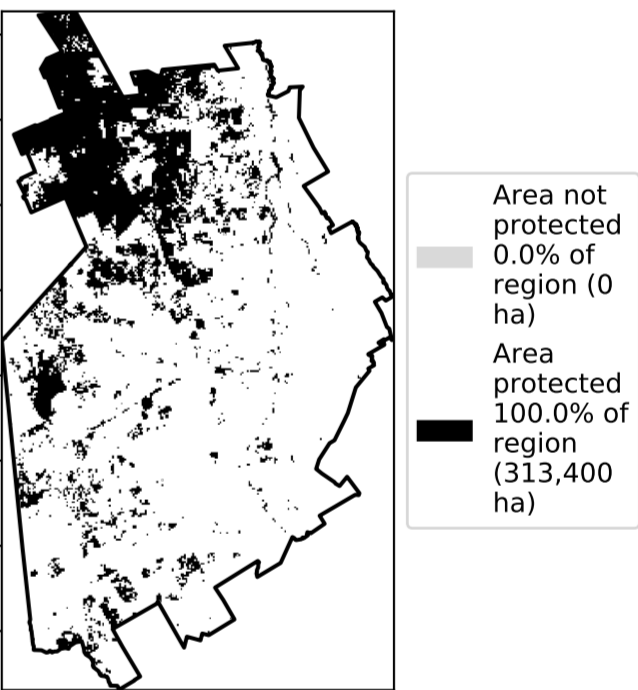 Area not
protected
0.0% of
region (0
ha)
Area
protected
100.0% of
region
(313,400
ha)